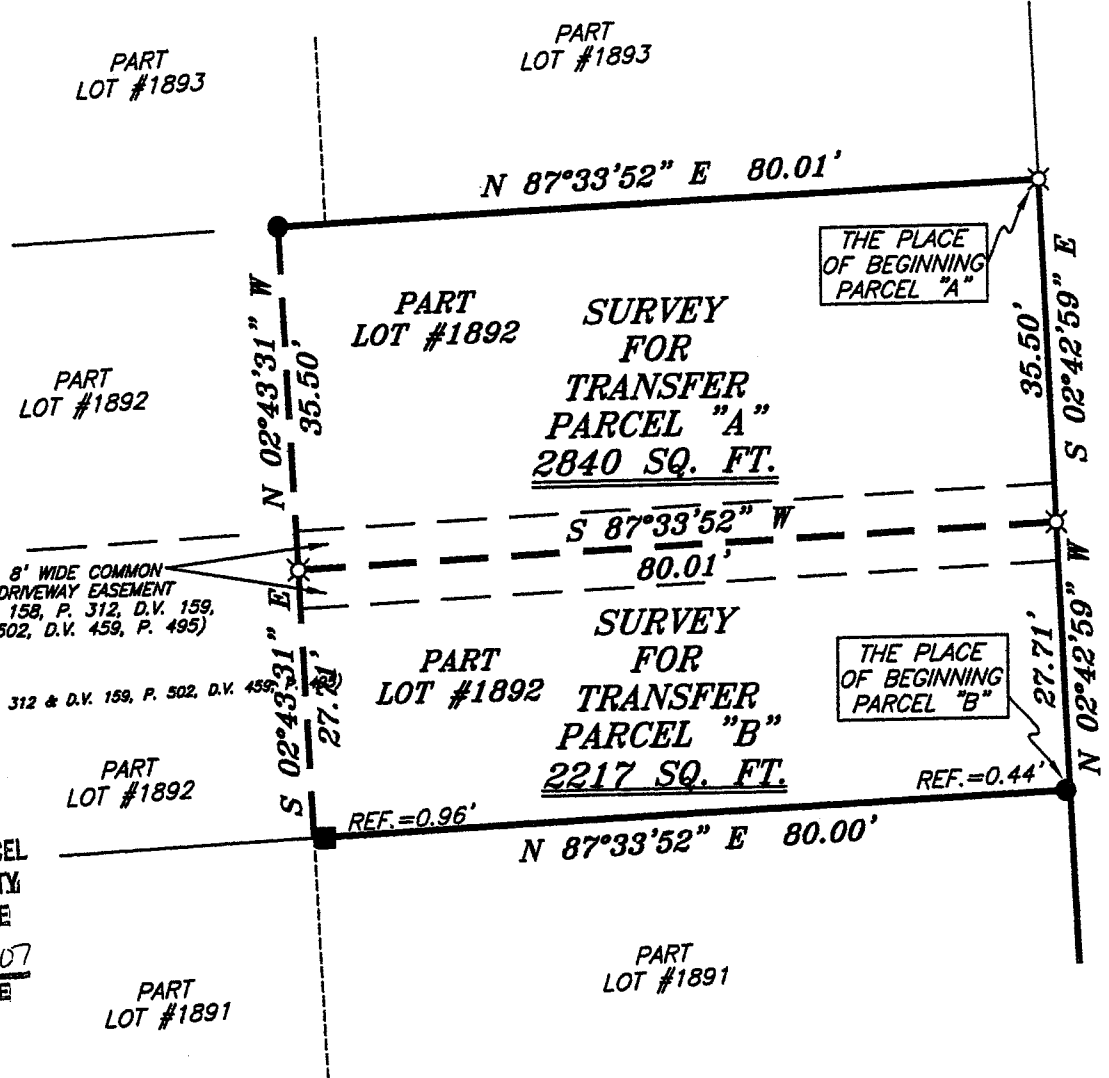 PART
LOT #1893
PART
LOT #1893
N 87°33'52" E 80.01'
THE PLACE
OF BEGINNING
PARCEL "A"
N 02°43'31" W
35.50'
PART
LOT #1892
SURVEY
FOR
TRANSFER
PARCEL "A"
2840 SQ. FT.
35.50'
S 02°42'59" E
PART
LOT #1892
S 87°33'52" W
80.01'
8' WIDE COMMON
DRIVEWAY EASEMENT
158, P. 312, D.V. 159,
502, D.V. 459, P. 495)
312 & D.V. 159, P. 502, D.V. 459, P. 495)
S 02°43'31" E
27.71'
PART
LOT #1892
SURVEY
FOR
TRANSFER
PARCEL "B"
2217 SQ. FT.
THE PLACE
OF BEGINNING
PARCEL "B"
27.71'
N 02°42'59" W
PART
LOT #1892
REF.=0.96'
REF.=0.44'
N 87°33'52" E 80.00'
CEL
TY.
E
07
E
PART
LOT #1891
PART
LOT #1891